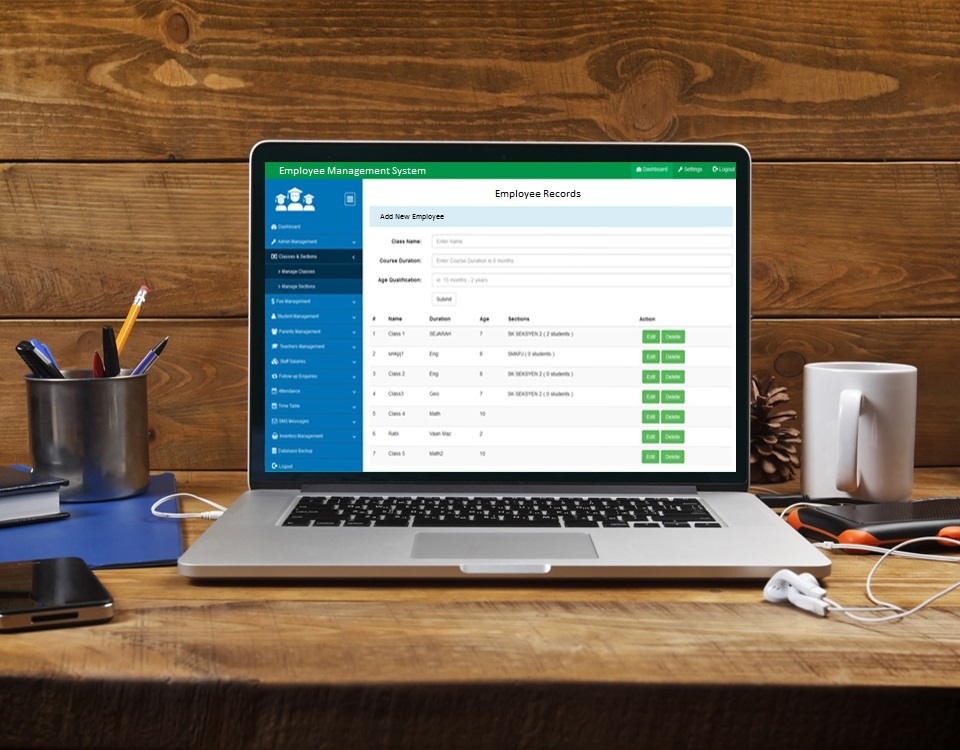 Employee Management System
Dashboard Settings Logout
Employee Records
Dashboard
Admin Management
Classes & Sections
Manage Classes
Manage Sections
Fee Management
Student Management
Parents Management
Teachers Management
Staff Salaries
Follow-up Enquiries
Attendance
Time Table
SMS Messages
Inventory Management
Database Backup
Logout
Add New Employee
Class Name: Enter Name
Course Duration: Enter Course Duration ie 6 months
Age Qualification: ie. 15 months - 2 years
Submit
# Name Duration Age Sections Action
1 Class 1 SEJARAH 7 SK SEKSYEN 2 ( 2 students ) Edit Delete
2 Eng 8 SMKPJ ( 0 students ) Edit Delete
3 Class 2 Eng 8 SK SEKSYEN 2 ( 0 students ) Edit Delete
4 Class3 Geo 7 SK SEKSYEN 2 ( 0 students ) Edit Delete
5 Class 4 Math 10 Edit Delete
6 Rabi Vaan Maz 2 Edit Delete
7 Class 5 Math2 10 Edit Delete